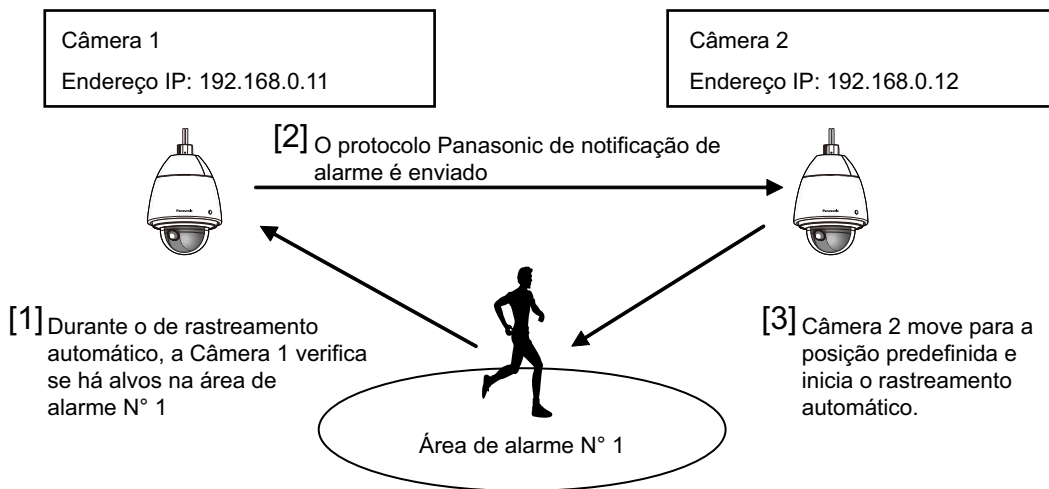 Câmera 1
Endereço IP: 192.168.0.11
Câmera 2
Endereço IP: 192.168.0.12
[2] O protocolo Panasonic de notificação de
alarme é enviado
Panasonic
Panasonic
[1] Durante o de rastreamento
automático, a Câmera 1 verifica
se há alvos na área de
alarme N° 1
[3] Câmera 2 move para a
posição predefinida e
inicia o rastreamento
automático.
Área de alarme N° 1